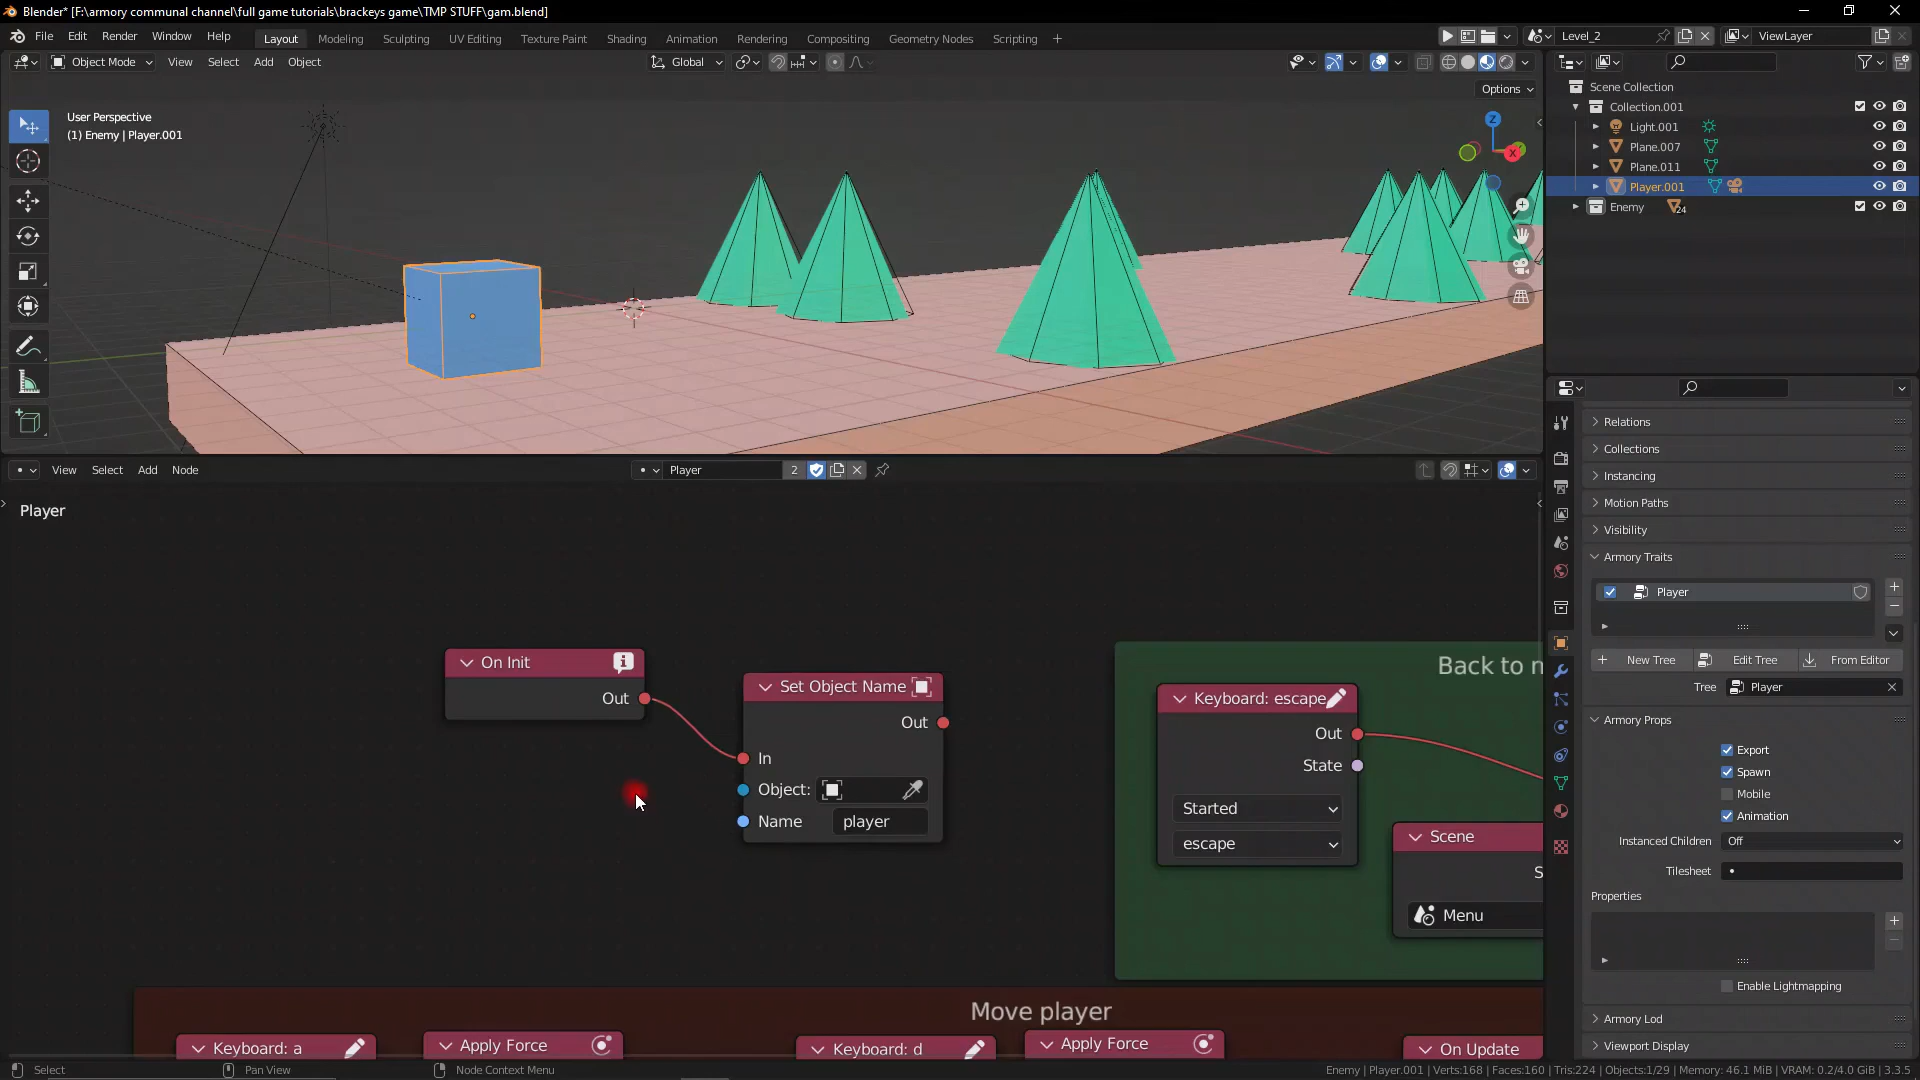 Blender* [F:\armory communal channel\full game tutorials\brackeys game\TMP STUFF\gam.blend]
File Edit Render Window Help Layout Modeling Sculpting UV Editing Texture Paint Shading Animation Rendering Compositing Geometry Nodes Scripting + Level_2 ViewLayer
Object Mode View Select Add Object Global
Options
User Perspective
(1) Enemy | Player.001
Z
X
Scene Collection
Collection.001
Light.001
Plane.007
Plane.011
Player.001
Enemy 24
View Select Add Node Player 2
Player
On Init
Out
Set Object Name
Out
In
Object:
Name player
Back to m
Keyboard: escape
Out
State
Started
escape
Scene
S
Menu
Move player
Keyboard: a
Apply Force
Keyboard: d
Apply Force
On Update
Relations
Collections
Instancing
Motion Paths
Visibility
Armory Traits
Player
New Tree Edit Tree From Editor
Tree Player
Armory Props
Export
Spawn
Mobile
Animation
Instanced Children Off
Tilesheet
Properties
Enable Lightmapping
Armory Lod
Viewport Display
Select Pan View Node Context Menu Enemy | Player.001 | Verts:168 | Faces:160 | Tris:224 | Objects:1/29 | Memory: 46.1 MiB | VRAM: 0.2/4.0 GiB | 3.3.5